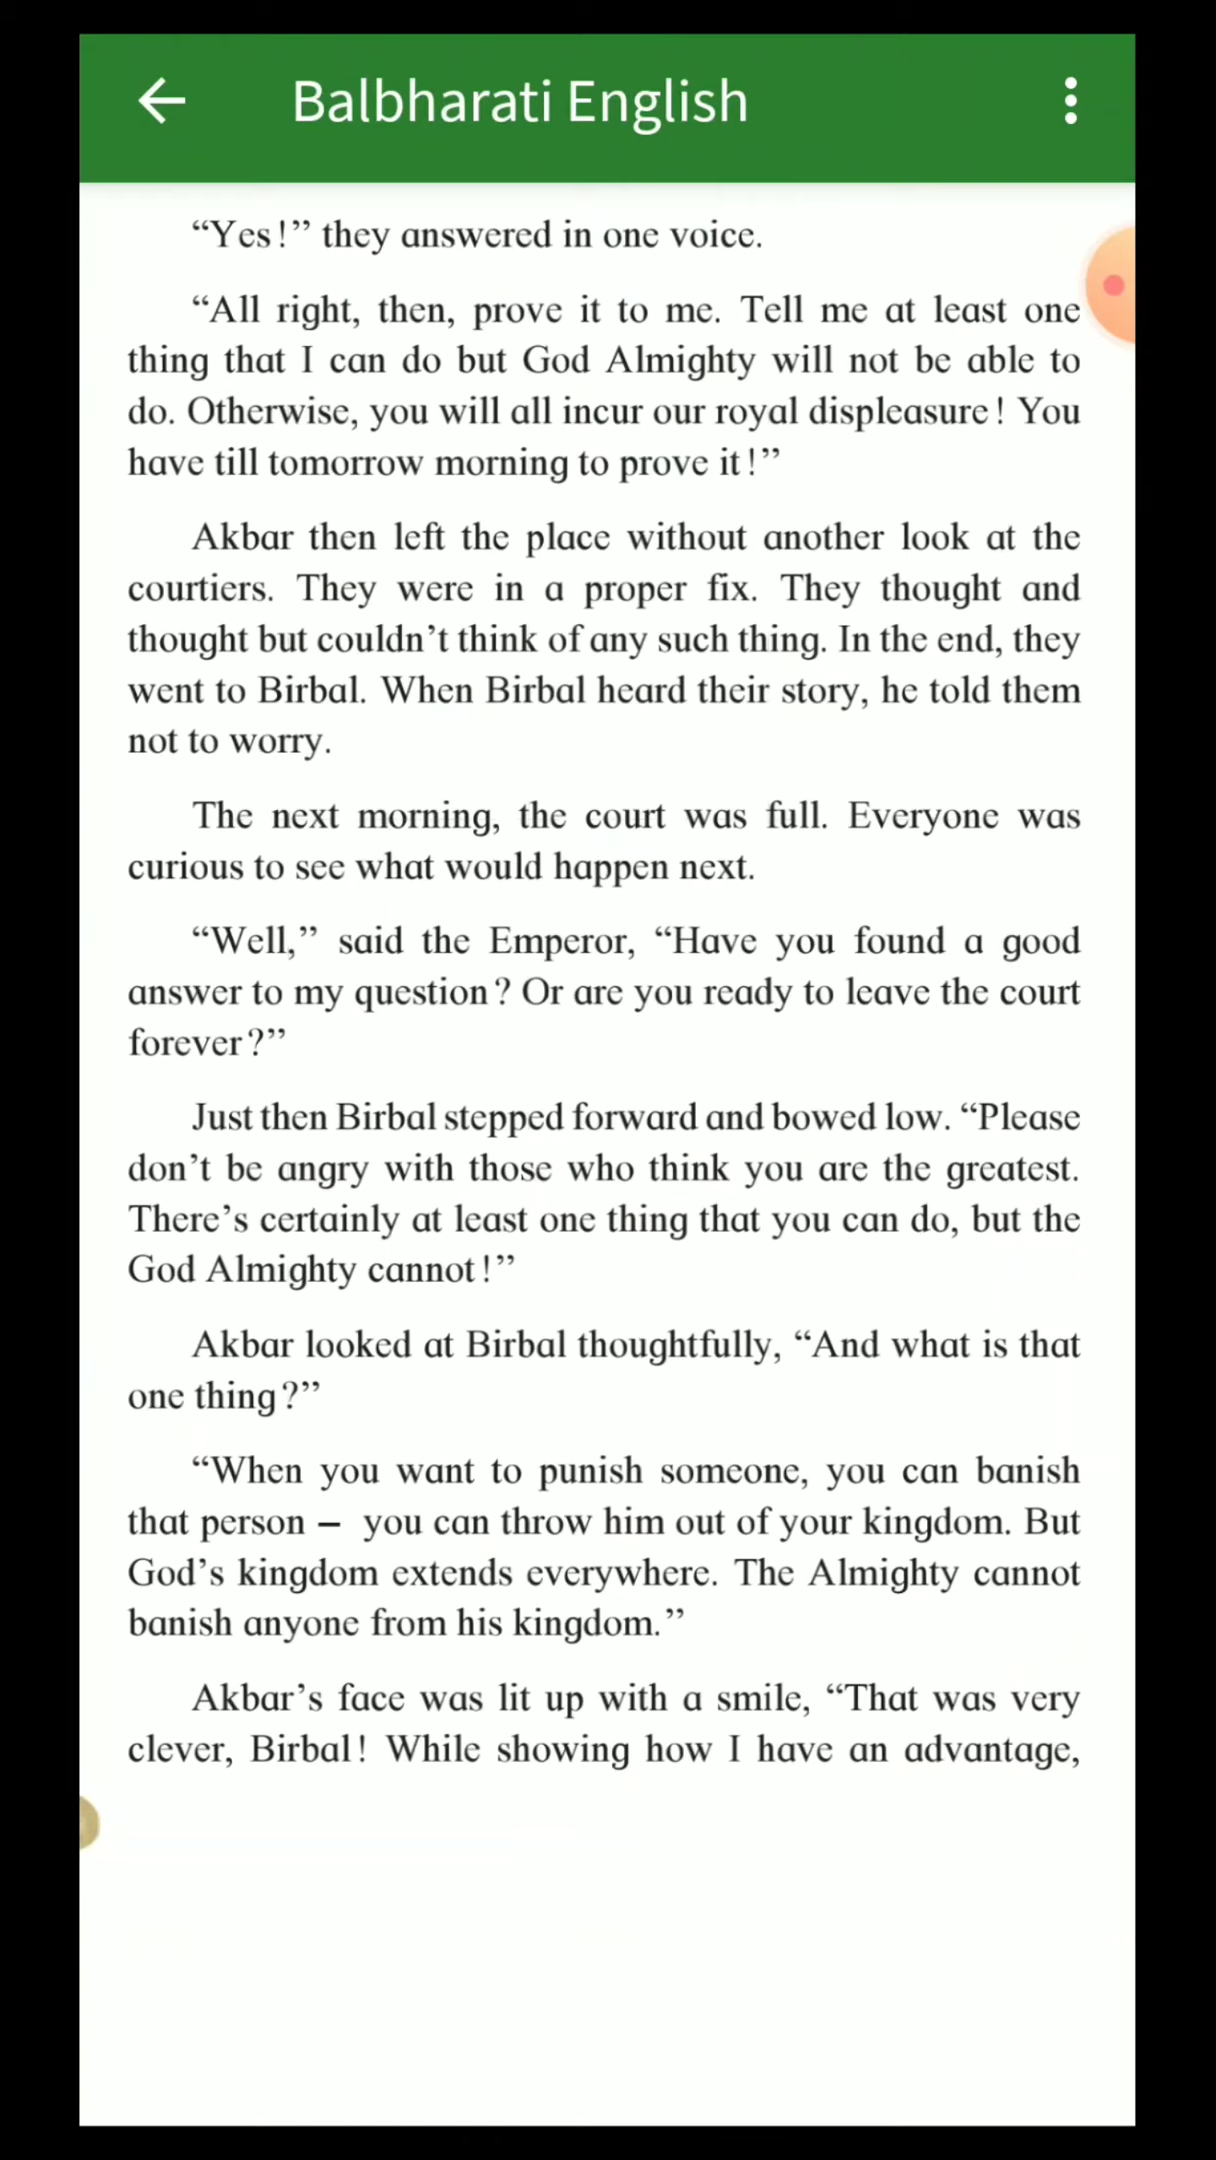 Balbharati English
“Yes!” they answered in one voice.
“All right, then, prove it to me. Tell me at least one
thing that I can do but God Almighty will not be able to
do. Otherwise, you will all incur our royal displeasure! You
have till tomorrow morning to prove it!”
Akbar then left the place without another look at the
courtiers. They were in a proper fix. They thought and
thought but couldn’t think of any such thing. In the end, they
went to Birbal. When Birbal heard their story, he told them
not to worry.
The next morning, the court was full. Everyone was
curious to see what would happen next.
“Well,” said the Emperor, “Have you found a good
answer to my question? Or are you ready to leave the court
forever?”
Just then Birbal stepped forward and bowed low. “Please
don’t be angry with those who think you are the greatest.
There’s certainly at least one thing that you can do, but the
God Almighty cannot!”
Akbar looked at Birbal thoughtfully, “And what is that
one thing?”
“When you want to punish someone, you can banish
that person – you can throw him out of your kingdom. But
God’s kingdom extends everywhere. The Almighty cannot
banish anyone from his kingdom.”
Akbar’s face was lit up with a smile, “That was very
clever, Birbal! While showing how I have an advantage,